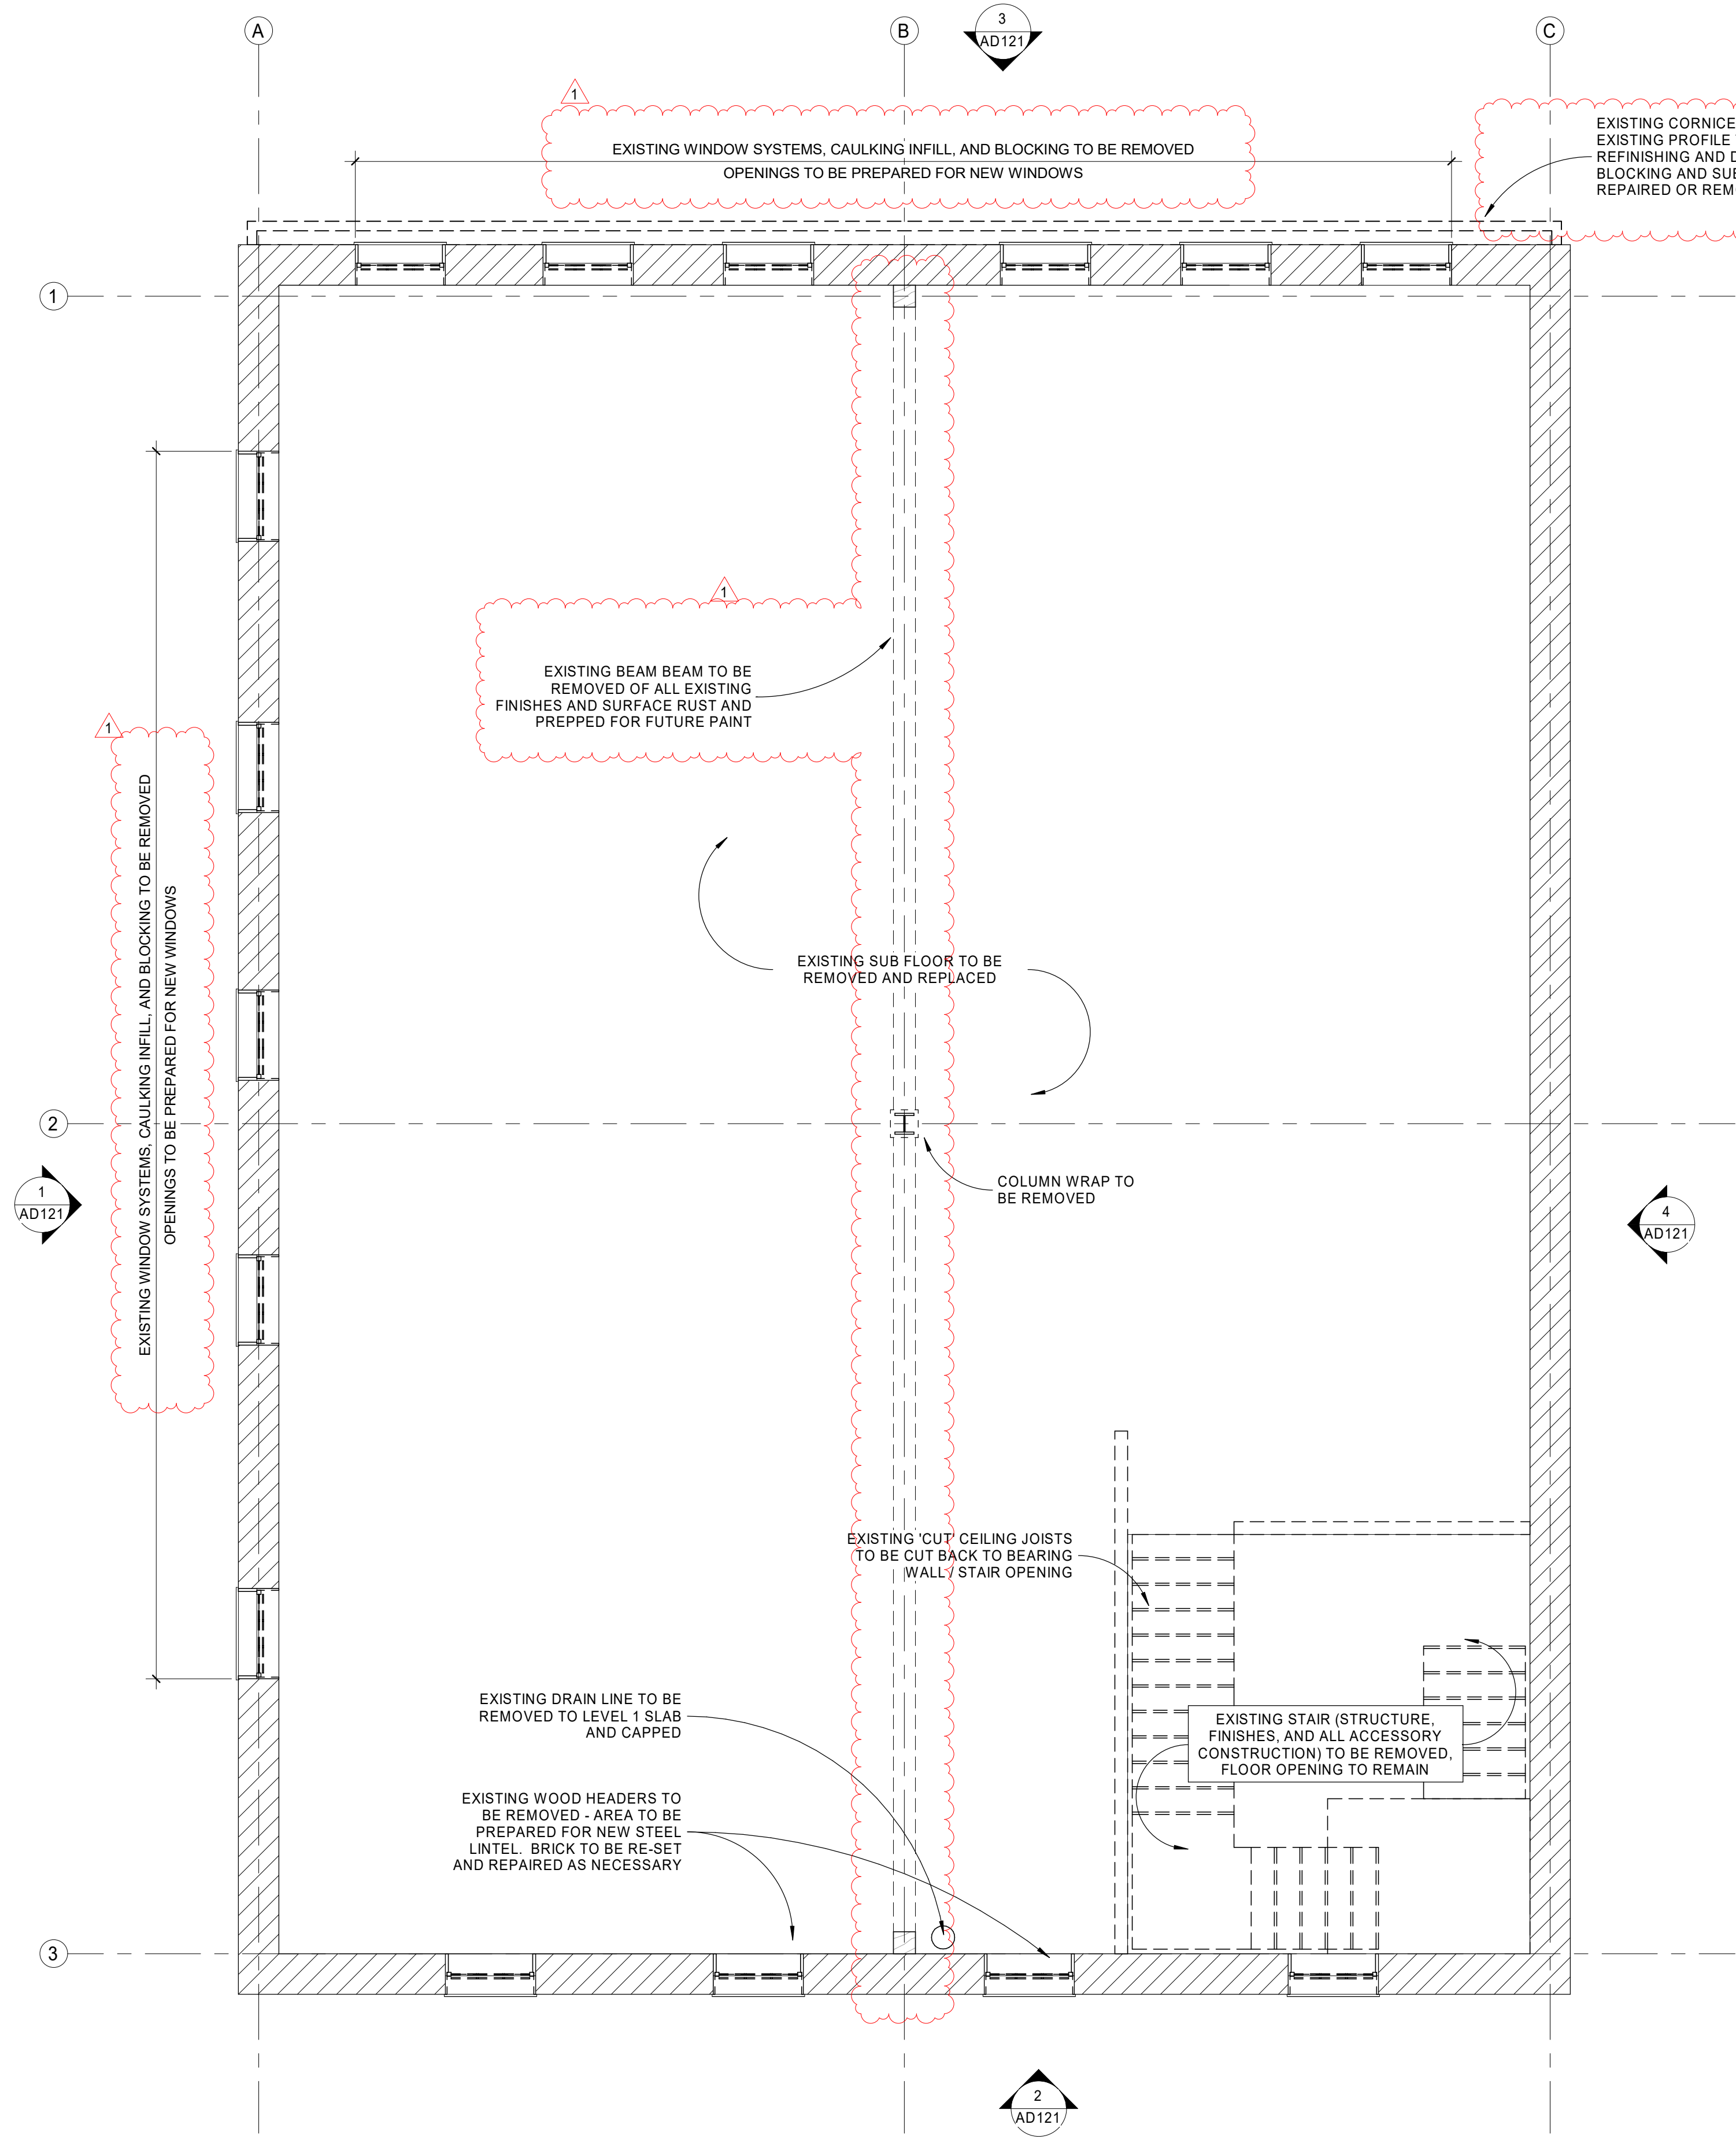 A
B
3
AD121
C
1
EXISTING WINDOW SYSTEMS, CAULKING INFILL, AND BLOCKING TO BE REMOVED
OPENINGS TO BE PREPARED FOR NEW WINDOWS
EXISTING CORNICE
EXISTING PROFILE
REFINISHING AND
BLOCKING AND
REPAIRED OR
1
1
EXISTING BEAM BEAM TO BE
REMOVED OF ALL EXISTING
FINISHES AND SURFACE RUST AND
PREPPED FOR FUTURE PAINT
1
EXISTING WINDOW SYSTEMS, CAULKING INFILL, AND BLOCKING TO BE REMOVED
OPENINGS TO BE PREPARED FOR NEW WINDOWS
EXISTING SUB FLOOR TO BE
REMOVED AND REPLACED
2
COLUMN WRAP TO
BE REMOVED
1
AD121
4
AD121
EXISTING 'CUT' CEILING JOISTS
TO BE CUT BACK TO BEARING
WALL / STAIR OPENING
EXISTING DRAIN LINE TO BE
REMOVED TO LEVEL 1 SLAB
AND CAPPED
EXISTING STAIR (STRUCTURE,
FINISHES, AND ALL ACCESSORY
CONSTRUCTION) TO BE REMOVED,
FLOOR OPENING TO REMAIN
EXISTING WOOD HEADERS TO
BE REMOVED - AREA TO BE
PREPARED FOR NEW STEEL
LINTEL. BRICK TO BE RE-SET
AND REPAIRED AS NECESSARY
3
2
AD121